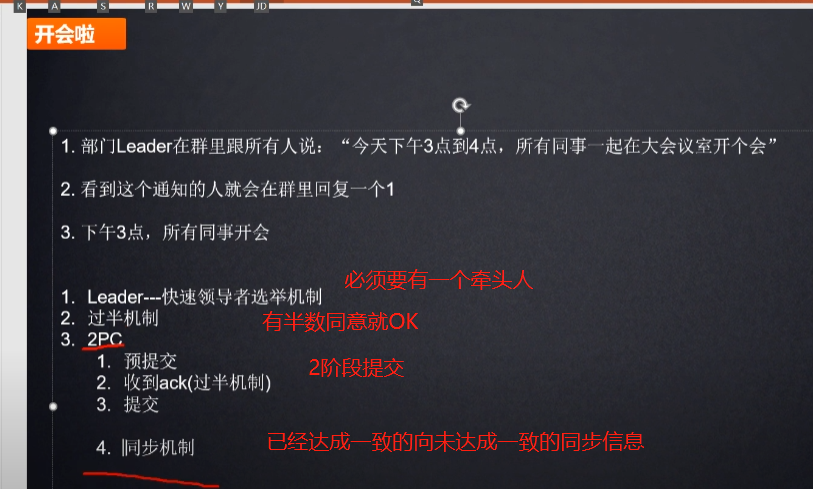 K A S R W Y JD Q
开会啦
1. 部门Leader在群里跟所有人说：“今天下午3点到4点，所有同事一起在大会议室开个会”
2. 看到这个通知的人就会在群里回复一个1
3. 下午3点，所有同事开会
必须要有一个牵头人
1. Leader---快速领导者选举机制
2. 过半机制
有半数同意就OK
3. 2PC
1. 预提交
2阶段提交
2. 收到ack(过半机制)
3. 提交
4. 同步机制
已经达成一致的向未达成一致的同步信息